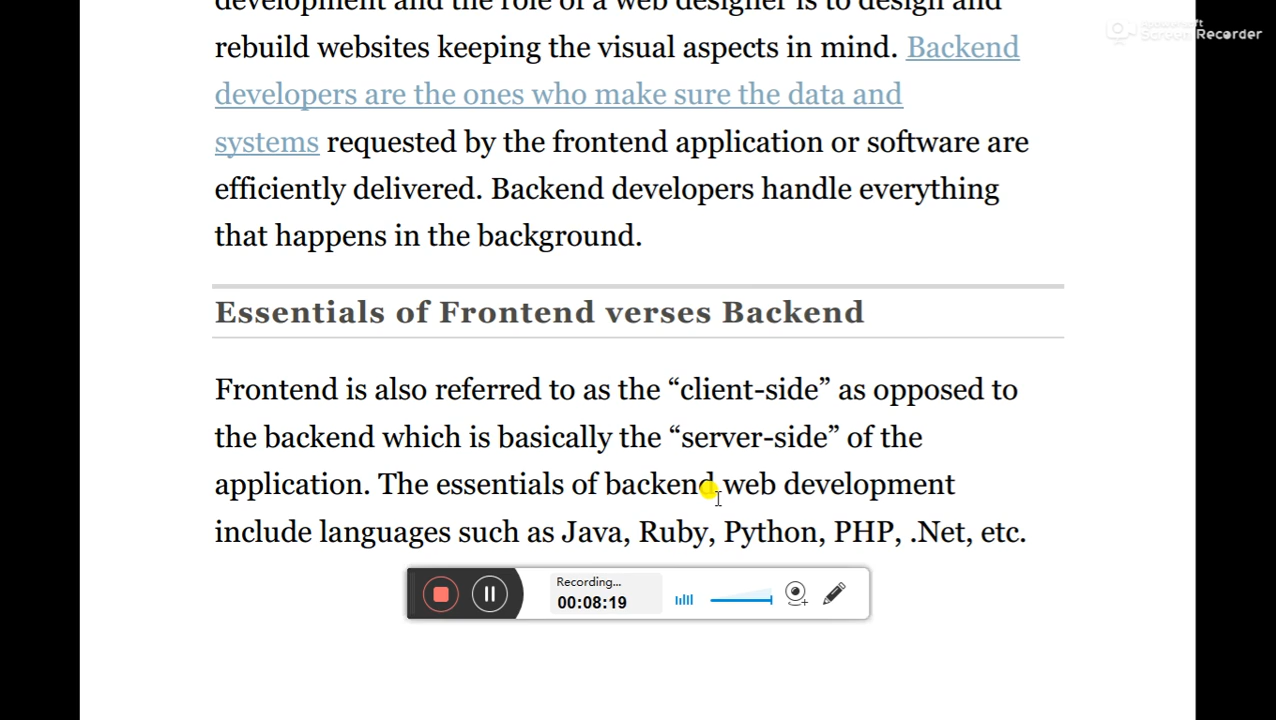 development and the role of a web designer is to design and
Apowersoft
Screen Recorder
rebuild websites keeping the visual aspects in mind. Backend
developers are the ones who make sure the data and
systems requested by the frontend application or software are
efficiently delivered. Backend developers handle everything
that happens in the background.
Essentials of Frontend verses Backend
Frontend is also referred to as the “client-side” as opposed to
the backend which is basically the “server-side” of the
application. The essentials of backend web development
include languages such as Java, Ruby, Python, PHP, .Net, etc.
Recording...
00:08:19